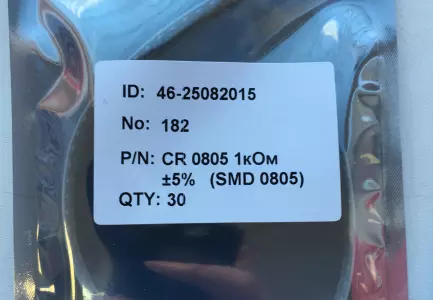 ID: 46-25082015
No: 182
P/N: CR 0805 1кОм
±5% (SMD 0805)
QTY: 30